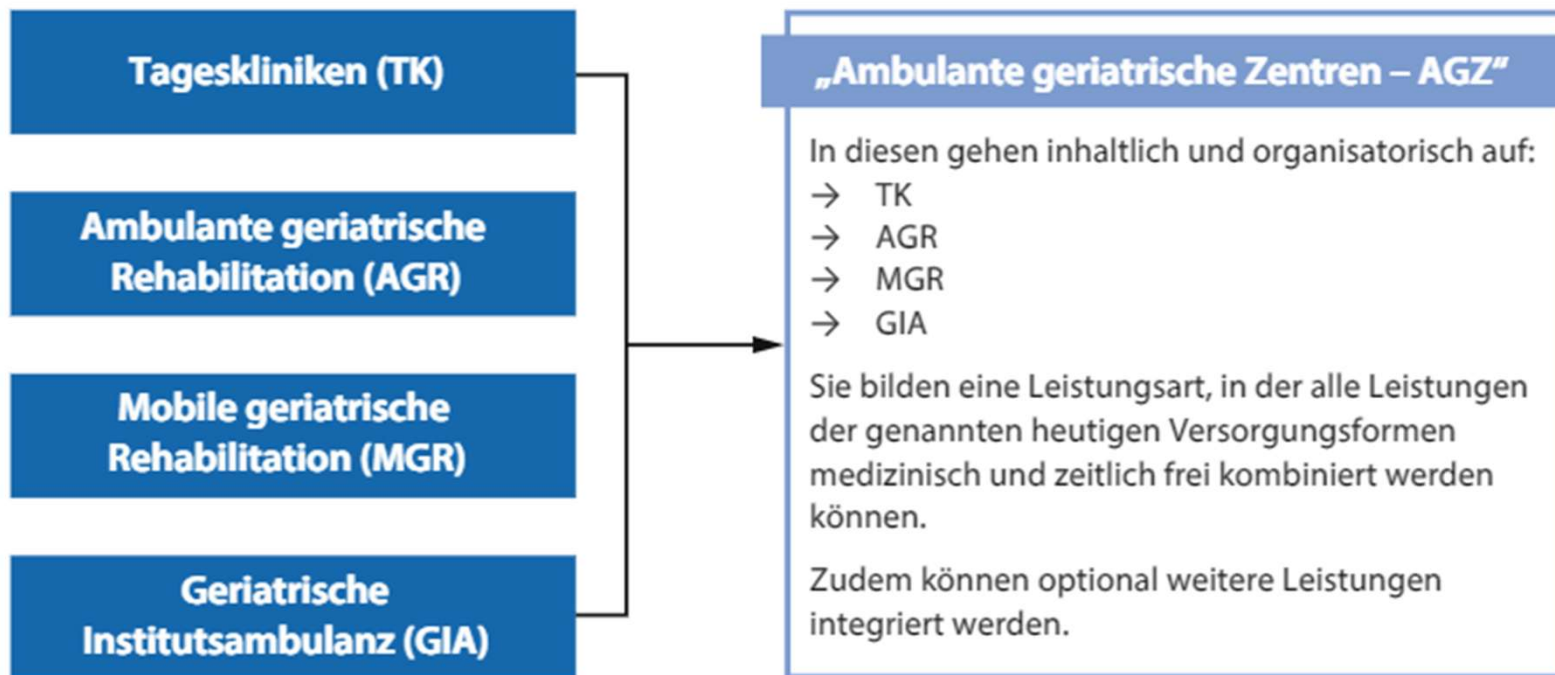 Tageskliniken (TK)
Ambulante geriatrische
Rehabilitation (AGR)
Mobile geriatrische
Rehabilitation (MGR)
Geriatrische
Institutsambulanz (GIA)
„Ambulante geriatrische Zentren – AGZ“
In diesen gehen inhaltlich und organisatorisch auf:
→ TK
→ AGR
→ MGR
→ GIA
Sie bilden eine Leistungsart, in der alle Leistungen
der genannten heutigen Versorgungsformen
medizinisch und zeitlich frei kombiniert werden
können.
Zudem können optional weitere Leistungen
integriert werden.